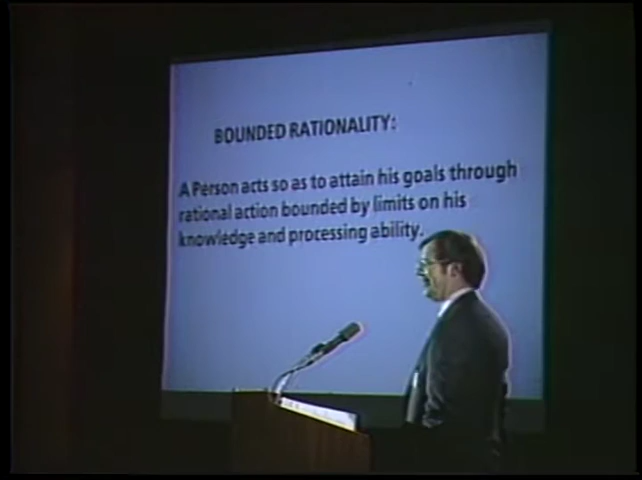 BOUNDED RATIONALITY:
A Person acts so as to attain his goals through
rational action bounded by limits on his
knowledge and processing ability.